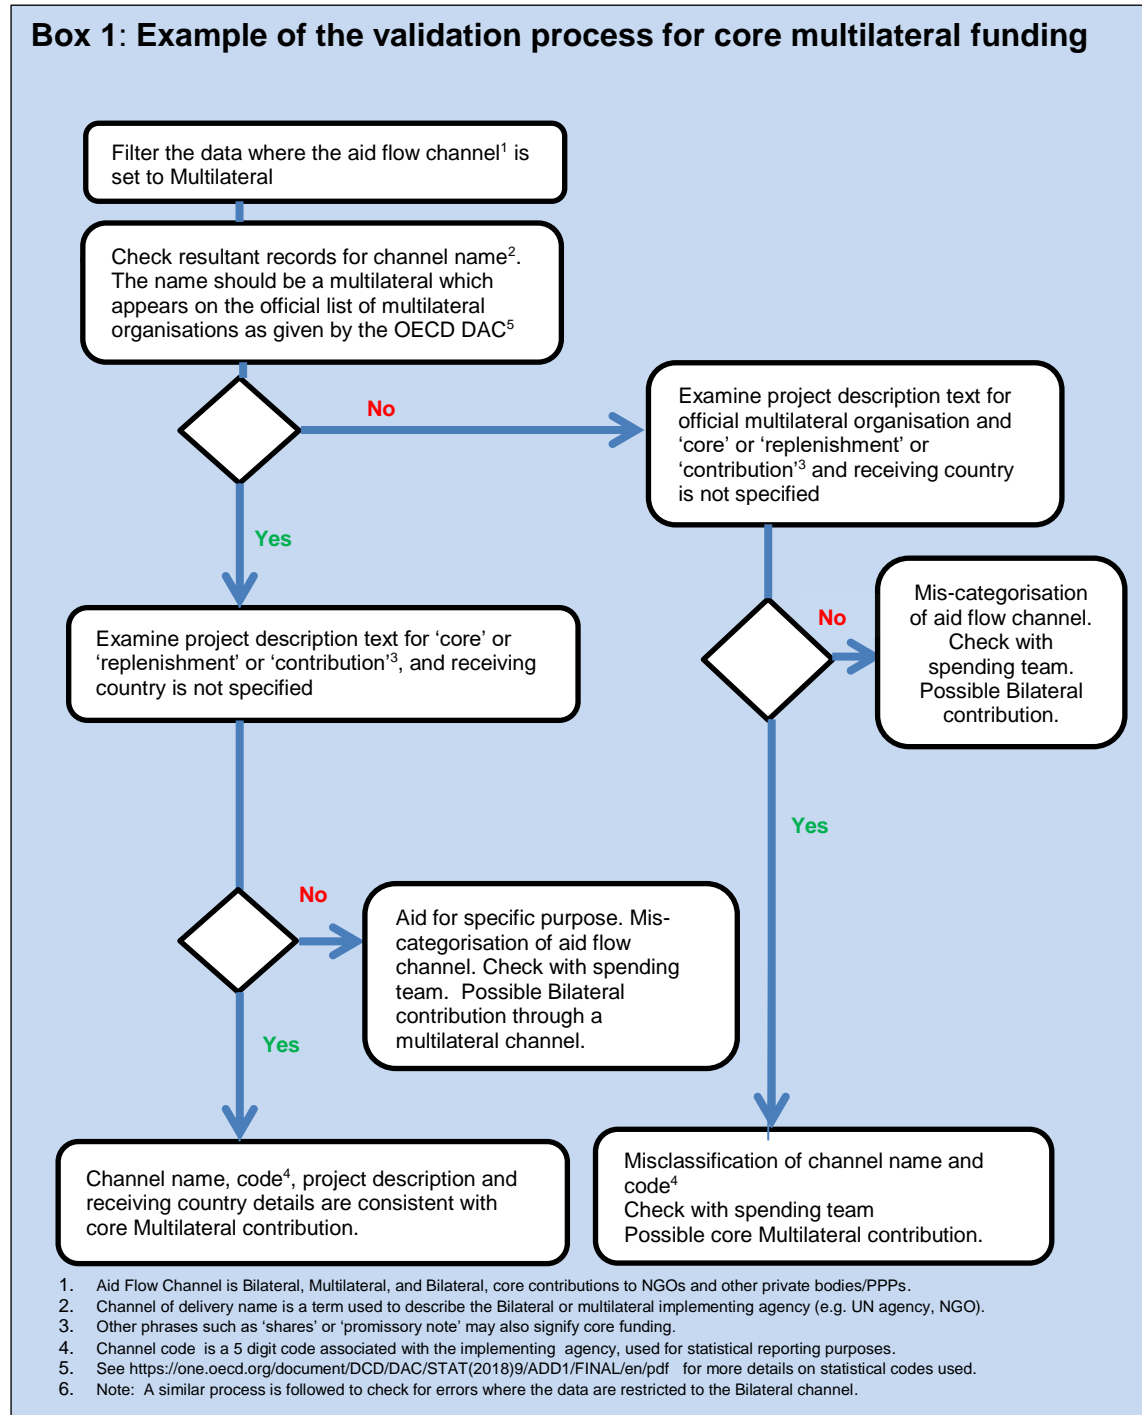 Box 1: Example of the validation process for core multilateral funding
Filter the data where the aid flow channel¹ is
set to Multilateral
Check resultant records for channel name².
The name should be a multilateral which
appears on the official list of multilateral
organisations as given by the OECD DAC⁵
No
Examine project description text for
official multilateral organisation and
‘core’ or ‘replenishment’ or
‘contribution’³ and receiving country
is not specified
Yes
Examine project description text for ‘core’ or
‘replenishment’ or ‘contribution’³, and receiving
country is not specified
No
Mis-categorisation
of aid flow channel.
Check with
spending team.
Possible Bilateral
contribution.
Yes
No
Aid for specific purpose. Mis-
categorisation of aid flow
channel. Check with spending
team.  Possible Bilateral
contribution through a
multilateral channel.
Yes
Channel name, code⁴, project description and
receiving country details are consistent with
core Multilateral contribution.
Misclassification of channel name and
code⁴
Check with spending team
Possible core Multilateral contribution.
1. Aid Flow Channel is Bilateral, Multilateral, and Bilateral, core contributions to NGOs and other private bodies/PPPs.
2. Channel of delivery name is a term used to describe the Bilateral or multilateral implementing agency (e.g. UN agency, NGO).
3. Other phrases such as ‘shares’ or ‘promissory note’ may also signify core funding.
4. Channel code  is a 5 digit code associated with the implementing  agency, used for statistical reporting purposes.
5. See https://one.oecd.org/document/DCD/DAC/STAT(2018)9/ADD1/FINAL/en/pdf   for more details on statistical codes used.
6. Note:  A similar process is followed to check for errors where the data are restricted to the Bilateral channel.